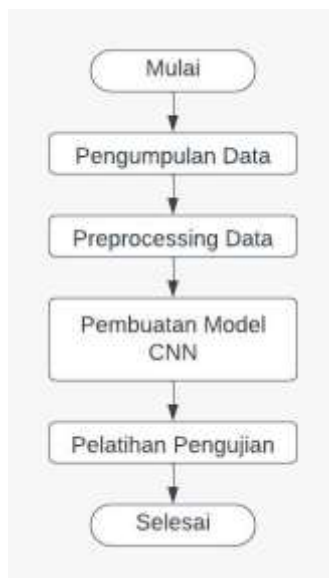 Mulai
Pengumpulan Data
Preprocessing Data
Pembuatan Model
CNN
Pelatihan Pengujian
Selesai